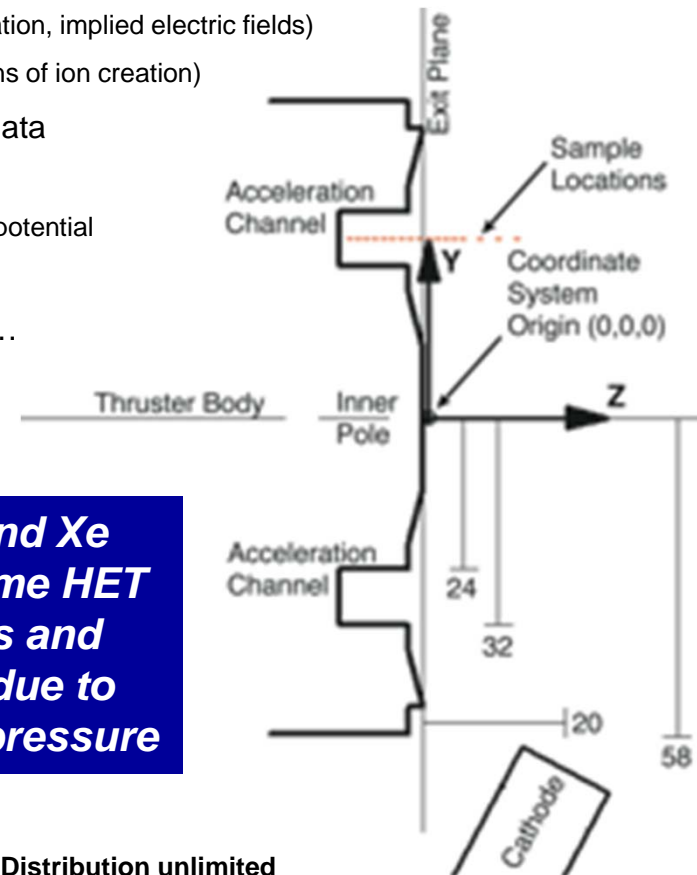 ation, implied electric fields)
ns of ion creation)
ata
potential
..
Exit Plane
Sample
Locations
Acceleration
Channel
Y
Coordinate
System
Origin (0,0,0)
Thruster Body
Inner
Pole
Z
nd Xe
me HET
s and
due to
pressure
Acceleration
Channel
24
32
20
58
Cathode
Distribution unlimited